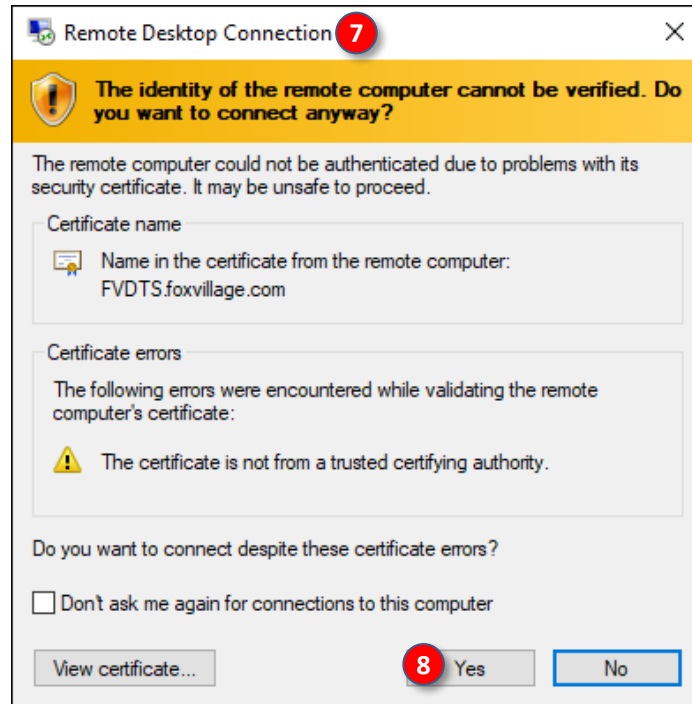 Remote Desktop Connection 7
The identity of the remote computer cannot be verified. Do
you want to connect anyway?
The remote computer could not be authenticated due to problems with its
security certificate. It may be unsafe to proceed.
Certificate name
Name in the certificate from the remote computer:
FVDTS.foxvillage.com
Certificate errors
The following errors were encountered while validating the remote
computer's certificate:
The certificate is not from a trusted certifying authority.
Do you want to connect despite these certificate errors?
Don't ask me again for connections to this computer
View certificate... 8 Yes No